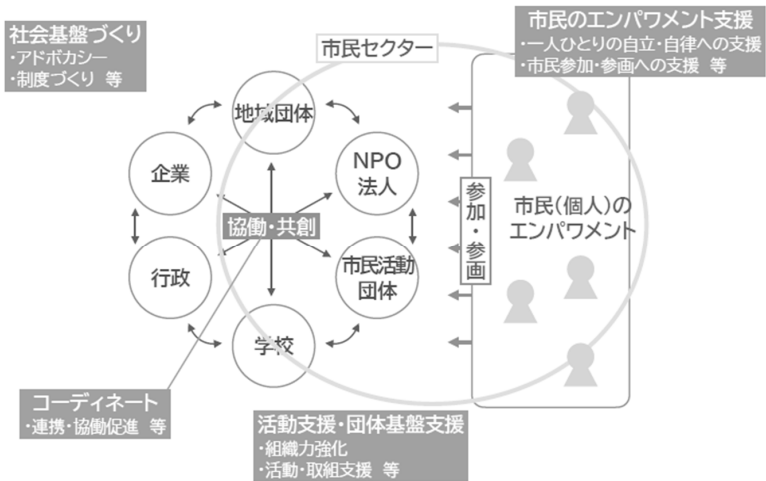 社会基盤づくり
・アドボカシー
・制度づくり 等
市民セクター
市民のエンパワメント支援
・一人ひとりの自立・自律への支援
・市民参加・参画への支援 等
地域団体
企業
NPO
法人
協働・共創
行政
市民活動
団体
学校
参加・参画
市民(個人)の
エンパワメント
コーディネート
・連携・協働促進 等
活動支援・団体基盤支援
・組織力強化
・活動・取組支援 等